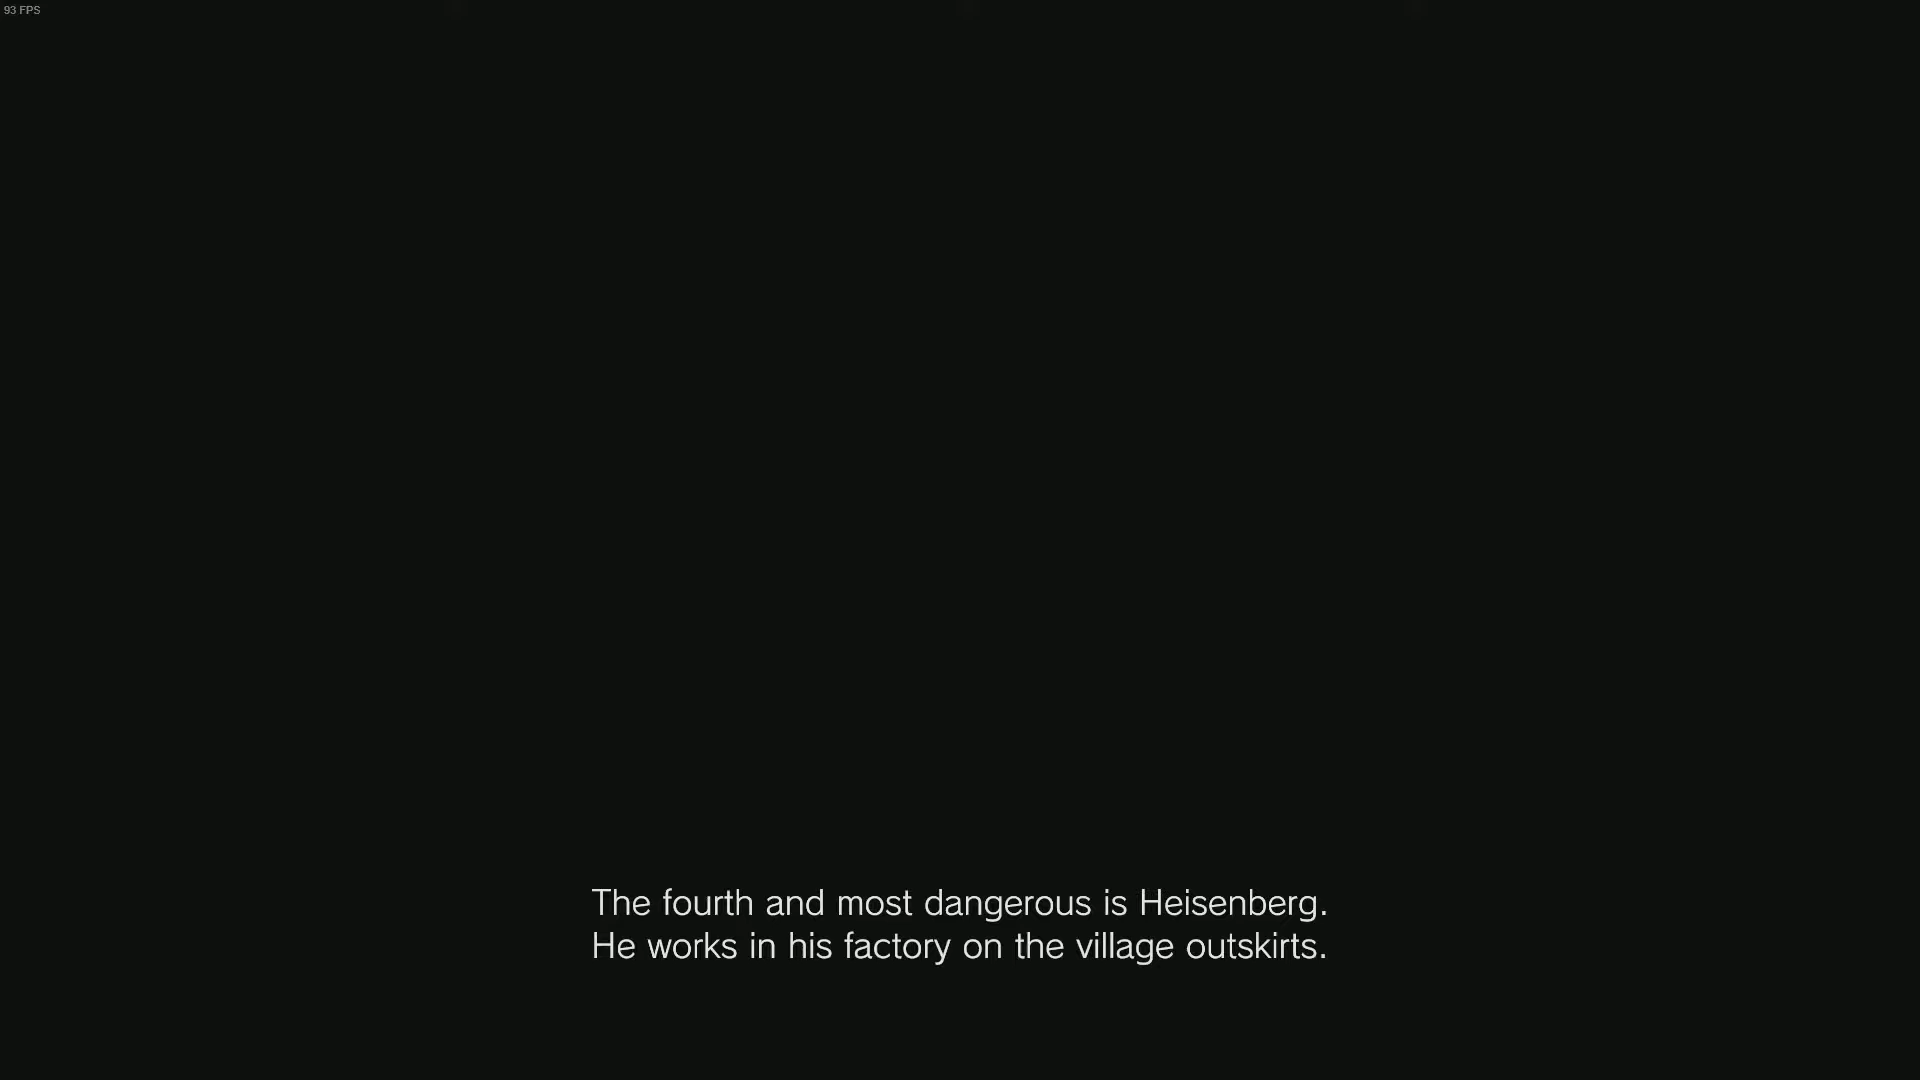 93 FPS
The fourth and most dangerous is Heisenberg.
He works in his factory on the village outskirts.